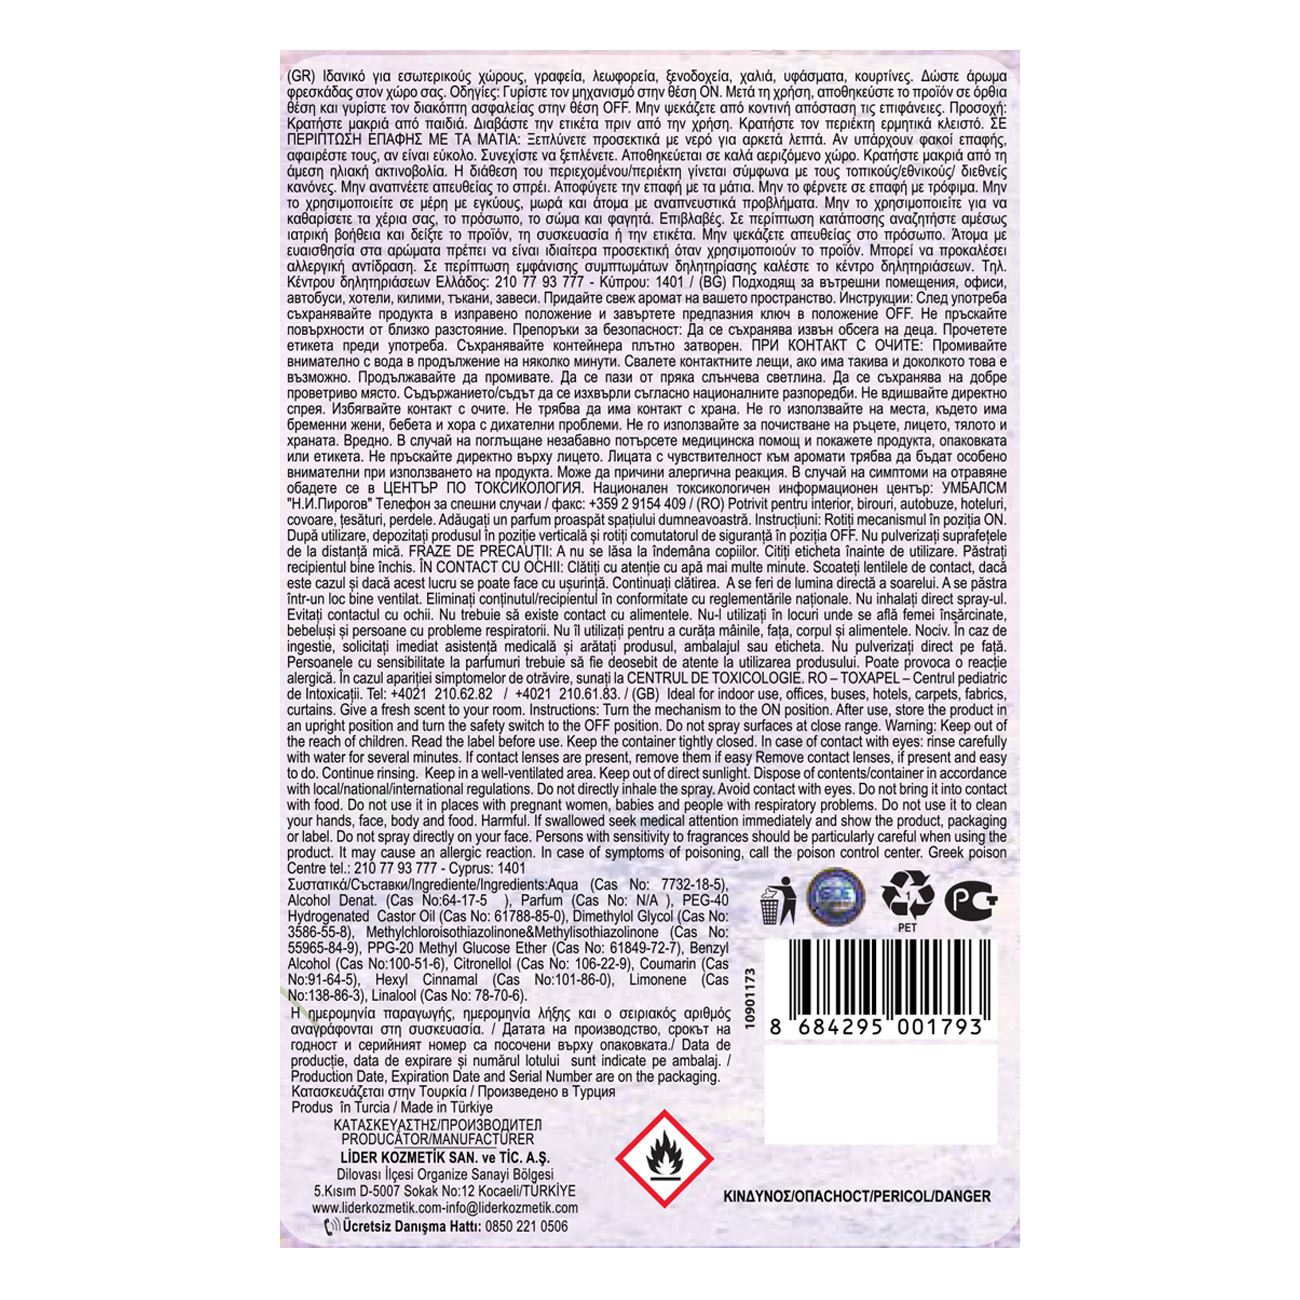 (GR) Ιδανικό για εσωτερικούς χώρους, γραφεία, λεωφορεία, ξενοδοχεία, χαλιά, υφάσματα, κουρτίνες. Δώστε άρωμα
φρεσκάδας στον χώρο σας. Οδηγίες: Γυρίστε τον μηχανισμό στην θέση ΟΝ. Μετά τη χρήση, αποθηκεύστε το προϊόν σε όρθια
θέση και γυρίστε τον διακόπτη ασφαλείας στην θέση OFF. Μην ψεκάζετε από κοντινή απόσταση τις επιφάνειες. Προσοχή:
Κρατήστε μακριά από παιδιά. Διαβάστε την ετικέτα πριν από την χρήση. Κρατήστε τον περιέκτη ερμητικά κλειστό. ΣΕ
ΠΕΡΙΠΤΩΣΗ ΕΠΑΦΗΣ ΜΕ ΤΑ ΜΑΤΙΑ: Ξεπλύνετε προσεκτικά με νερό για αρκετά λεπτά. Αν υπάρχουν φακοί επαφής,
αφαιρέστε τους, αν είναι εύκολο. Συνεχίστε να ξεπλένετε. Αποθηκεύεται σε καλά αεριζόμενο χώρο. Κρατήστε μακριά από τη
άμεση ηλιακή ακτινοβολία. Η διάθεση του περιεχομένου/περιέκτη γίνεται σύμφωνα με τους τοπικούς/εθνικούς/ διεθνείς
κανόνες. Μην αναπνέετε απευθείας το σπρέι. Αποφύγετε την επαφή με τα μάτια. Μην το φέρνετε σε επαφή με τρόφιμα. Μην
το χρησιμοποιείτε σε μέρη με εγκύους, μωρά και άτομα με αναπνευστικά προβλήματα. Μην το χρησιμοποιείτε για να
καθαρίσετε τα χέρια σας, το πρόσωπο, το σώμα και φαγητά. Επιβλαβές. Σε περίπτωση κατάποσης αναζητήστε αμέσως
ιατρική βοήθεια και δείξτε το προϊόν, τη συσκευασία ή την ετικέτα. Μην ψεκάζετε απευθείας στο πρόσωπο. Άτομα με
ευαισθησία στα αρώματα πρέπει να είναι ιδιαίτερα προσεκτική όταν χρησιμοποιούν το προϊόν. Μπορεί να προκαλέσει
αλλεργική αντίδραση. Σε περίπτωση εμφάνισης συμπτωμάτων δηλητηρίασης καλέστε το κέντρο δηλητηριάσεων. Τηλ.
Κέντρου δηλητηριάσεων Ελλάδος: 210 77 93 777 - Κύπρου: 1401 / (BG) Подходящ за вътрешни помещения, офиси,
автобуси, хотели, килими, тъкани, завеси. Придайте свеж аромат на вашето пространство. Инструкции: След употреба
съхранявайте продукта в изправено положение и завъртете предпазния ключ в положение OFF. Не пръскайте
повърхности от близко разстояние. Препоръки за безопасност: Да се съхранява извън обсега на деца. Прочетете
етикета преди употреба. Съхранявайте контейнера плътно затворен. ПРИ КОНТАКТ С ОЧИТЕ: Промивайте
внимателно с вода в продължение на няколко минути. Свалете контактните лещи, ако има такива и доколкото това е
възможно. Продължавайте да промивате. Да се пази от пряка слънчева светлина. Да се съхранява на добре
проветриво място. Съдържанието/съдът да се изхвърли съгласно националните разпоредби. Не вдишвайте директно
спрея. Избягвайте контакт с очите. Не трябва да има контакт с храна. Не го използвайте на места, където има
бременни жени, бебета и хора с дихателни проблеми. Не го използвайте за почистване на ръцете, лицето, тялото и
храната. Вредно. В случай на поглъщане незабавно потърсете медицинска помощ и покажете продукта, опаковката
или етикета. Не пръскайте директно върху лицето. Лицата с чувствителност към аромати трябва да бъдат особено
внимателни при използването на продукта. Може да причини алергична реакция. В случай на симптоми на отравяне
обадете се в ЦЕНТЪР ПО ТОКСИКОЛОГИЯ. Национален токсикологичен информационен център: УМБАЛСМ
"Н.И.Пирогов" Телефон за спешни случаи / факс: +359 2 9154 409 / (RO) Potrivit pentru interior, birouri, autobuze, hoteluri,
covoare, țesături, perdele. Adăugați un parfum proaspăt spațiului dumneavoastră. Instrucțiuni: Rotiți mecanismul în poziția ON.
După utilizare, depozitați produsul în poziție verticală și rotiți comutatorul de siguranță în poziția OFF. Nu pulverizați suprafețele
de la distanță mică. FRAZE DE PRECAUȚII: A nu se lăsa la îndemâna copiilor. Citiți eticheta înainte de utilizare. Păstrați
recipientul bine închis. ÎN CONTACT CU OCHII: Clătiți cu atenție cu apă mai multe minute. Scoateți lentilele de contact, dacă
este cazul și dacă acest lucru se poate face cu ușurință. Continuați clătirea. A se feri de lumina directă a soarelui. A se păstra
într-un loc bine ventilat. Eliminați conținutul/recipientul în conformitate cu reglementările naționale. Nu inhalați direct spray-ul.
Evitați contactul cu ochii. Nu trebuie să existe contact cu alimentele. Nu-l utilizați în locuri unde se află femei însărcinate,
bebeluși și persoane cu probleme respiratorii. Nu îl utilizați pentru a curăța mâinile, fața, corpul și alimentele. Nociv. În caz de
ingestie, solicitați imediat asistență medicală și arătați produsul, ambalajul sau eticheta. Nu pulverizați direct pe față.
Persoanele cu sensibilitate la parfumuri trebuie să fie deosebit de atente la utilizarea produsului. Poate provoca o reacție
alergică. În cazul apariției simptomelor de otrăvire, sunați la CENTRUL DE TOXICOLOGIE. RO – TOXAPEL – Centrul pediatric
de Intoxicații. Tel: +4021 210.62.82 / +4021 210.61.83. / (GB) Ideal for indoor use, offices, buses, hotels, carpets, fabrics,
curtains. Give a fresh scent to your room. Instructions: Turn the mechanism to the ON position. After use, store the product in
an upright position and turn the safety switch to the OFF position. Do not spray surfaces at close range. Warning: Keep out of
the reach of children. Read the label before use. Keep the container tightly closed. In case of contact with eyes: rinse carefully
with water for several minutes. If contact lenses are present, remove them if easy Remove contact lenses, if present and easy
to do. Continue rinsing. Keep in a well-ventilated area. Keep out of direct sunlight. Dispose of contents/container in accordance
with local/national/international regulations. Do not directly inhale the spray. Avoid contact with eyes. Do not bring it into contact
with food. Do not use it in places with pregnant women, babies and people with respiratory problems. Do not use it to clean
your hands, face, body and food. Harmful. If swallowed seek medical attention immediately and show the product, packaging
or label. Do not spray directly on your face. Persons with sensitivity to fragrances should be particularly careful when using the
product. It may cause an allergic reaction. In case of symptoms of poisoning, call the poison control center. Greek poison
Centre tel.: 210 77 93 777 - Cyprus: 1401
Συστατικά/Съставки/Ingrediente/Ingredients:Aqua (Cas No: 7732-18-5),
Alcohol Denat. (Cas No:64-17-5 ), Parfum (Cas No: N/A ), PEG-40
Hydrogenated Castor Oil (Cas No: 61788-85-0), Dimethylol Glycol (Cas No:
3586-55-8), Methylchloroisothiazolinone&Methylisothiazolinone (Cas No:
55965-84-9), PPG-20 Methyl Glucose Ether (Cas No: 61849-72-7), Benzyl
Alcohol (Cas No:100-51-6), Citronellol (Cas No: 106-22-9), Coumarin (Cas
No:91-64-5), Hexyl Cinnamal (Cas No:101-86-0), Limonene (Cas
No:138-86-3), Linalool (Cas No: 78-70-6).
Η ημερομηνία παραγωγής, ημερομηνία λήξης και ο σειριακός αριθμός
αναγράφονται στη συσκευασία. / Датата на производство, срокът на
годност и серийният номер са посочени върху опаковката./ Data de
producție, data de expirare și numărul lotului sunt indicate pe ambalaj. /
Production Date, Expiration Date and Serial Number are on the packaging.
Κατασκευάζεται στην Τουρκία / Произведено в Турция
Produs în Turcia / Made in Türkiye
ΚΑΤΑΣΚΕΥΑΣΤΗΣ/ПРОИЗВОДИТЕЛ
PRODUCĂTOR/MANUFACTURER
LİDER KOZMETİK SAN. ve TİC. A.Ş.
Dilovası İlçesi Organize Sanayi Bölgesi
5.Kısım D-5007 Sokak No:12 Kocaeli/TÜRKİYE
www.liderkozmetik.com-info@liderkozmetik.com
Ücretsiz Danışma Hattı: 0850 221 0506
1
PET
PC
10901173
8 684295 001793
ΚΙΝΔΥΝΟΣ/ОПАСНОСТ/PERICOL/DANGER